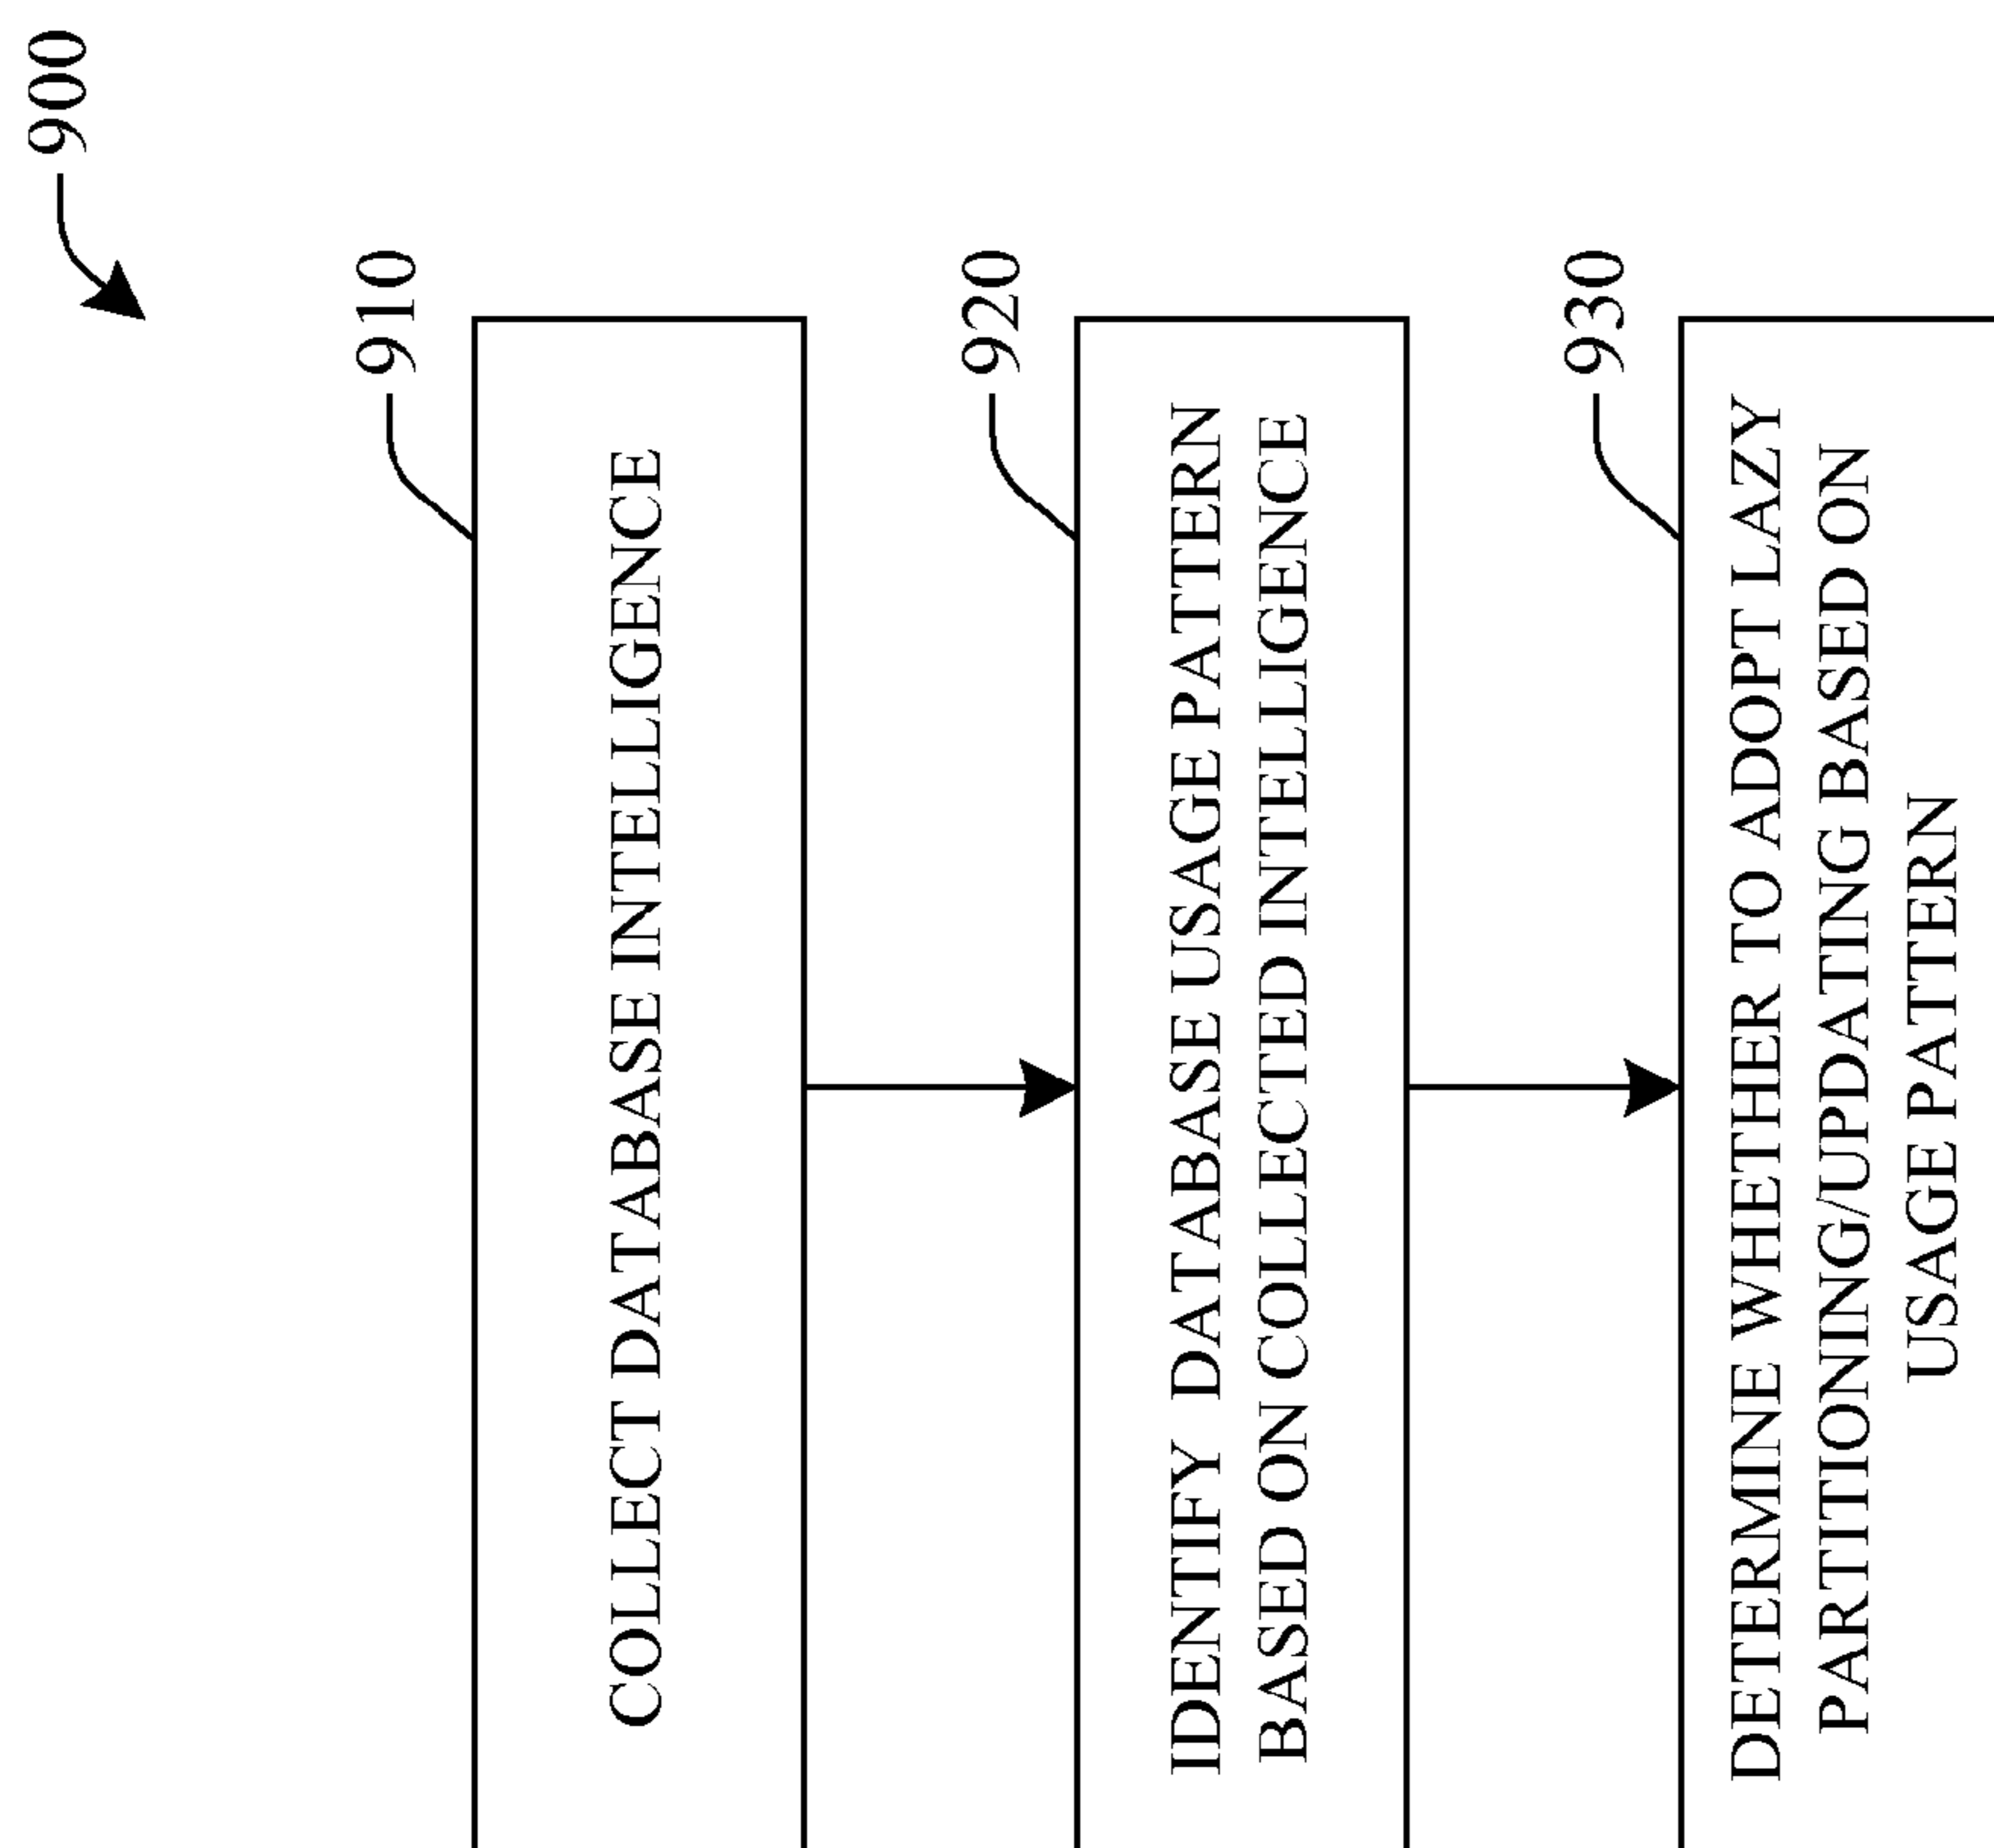 900
910
COLLECT DATABASE INTELLIGENCE
920
IDENTIFY DATABASE USAGE PATTERN
BASED ON COLLECTED INTELLIGENCE
930
DETERMINE WHETHER TO ADOPT LAZY
PARTITIONING/UPDATING BASED ON
USAGE PATTERN